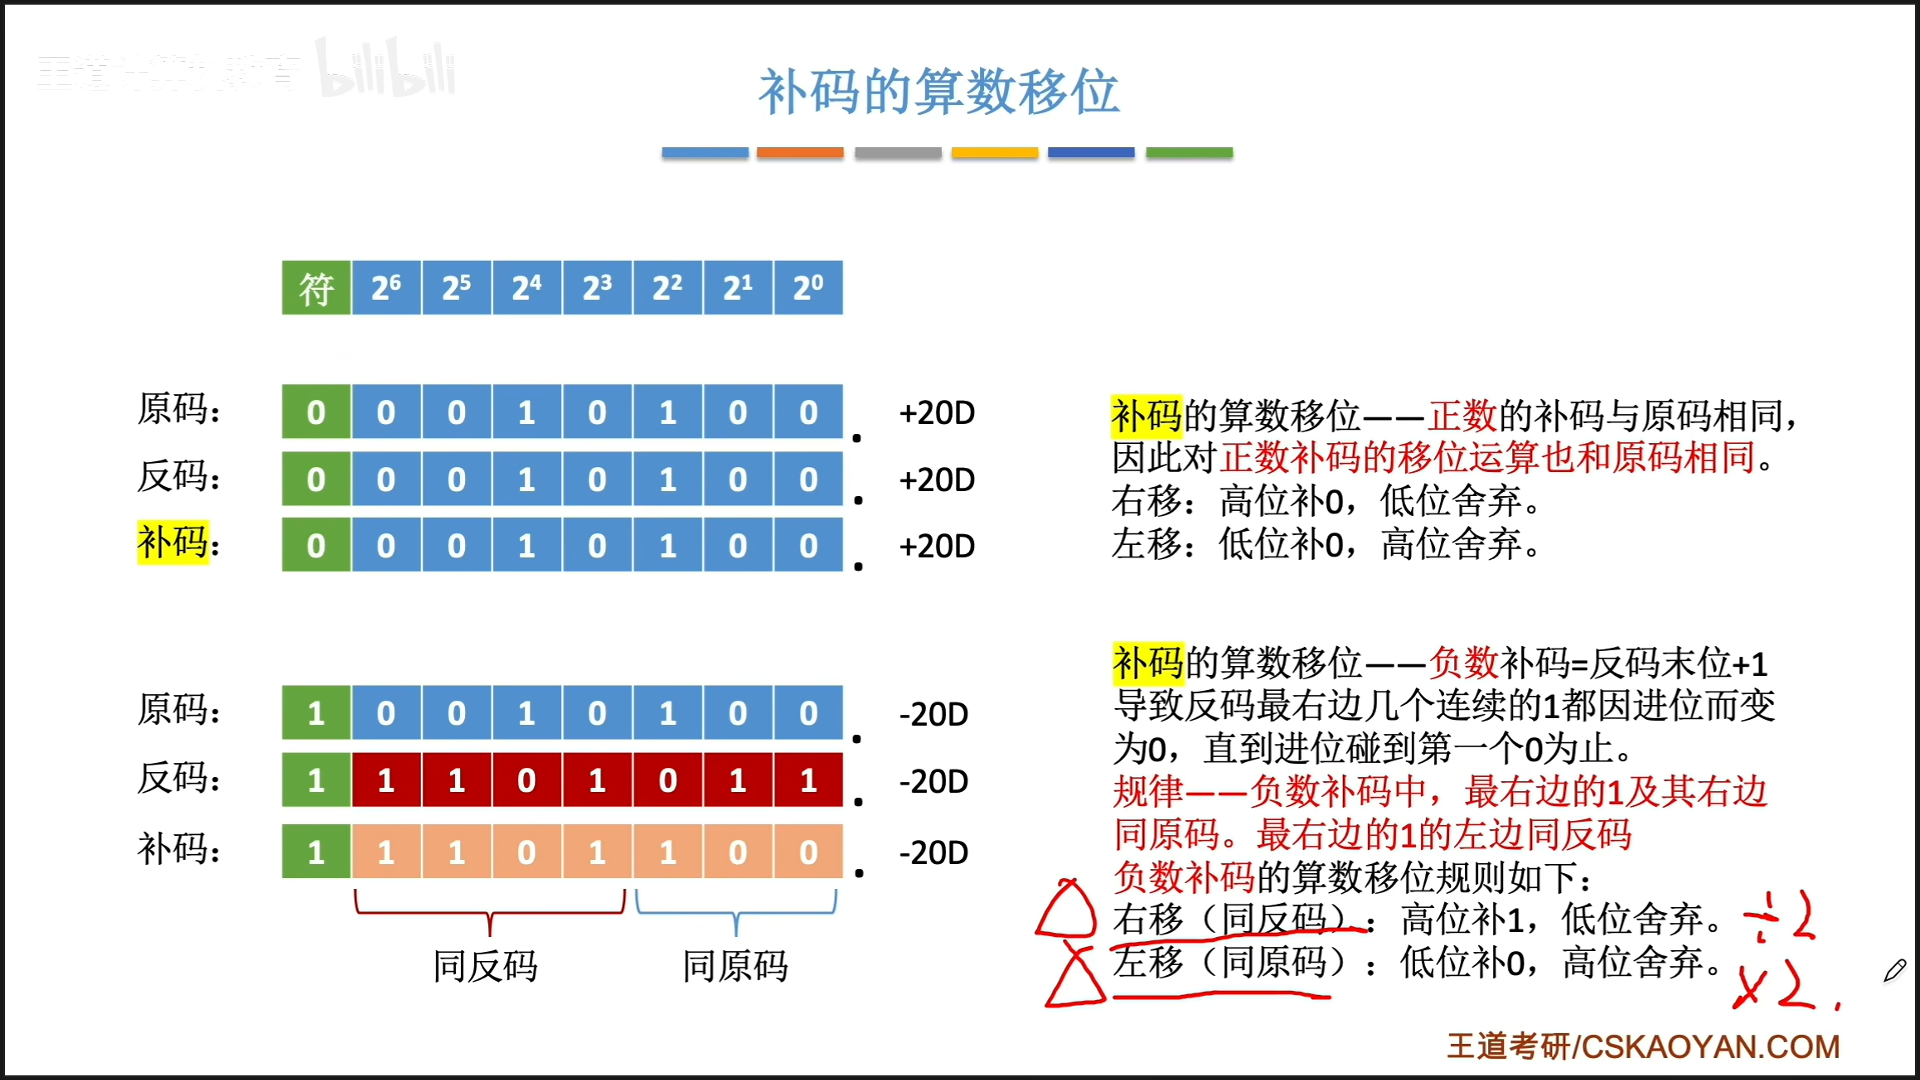 王道计算机教育 bilibili
补码的算数移位
符 2⁶ 2⁵ 2⁴ 2³ 2² 2¹ 2⁰
原码： 0 0 0 1 0 1 0 0 . +20D
反码： 0 0 0 1 0 1 0 0 . +20D
补码： 0 0 0 1 0 1 0 0 . +20D
原码： 1 0 0 1 0 1 0 0 . -20D
反码： 1 1 1 0 1 0 1 1 . -20D
补码： 1 1 1 0 1 1 0 0 . -20D
同反码 同原码
补码的算数移位——正数的补码与原码相同，
因此对正数补码的移位运算也和原码相同。
右移：高位补0，低位舍弃。
左移：低位补0，高位舍弃。
补码的算数移位——负数补码=反码末位+1
导致反码最右边几个连续的1都因进位而变
为0，直到进位碰到第一个0为止。
规律——负数补码中，最右边的1及其右边
同原码。最右边的1的左边同反码
负数补码的算数移位规则如下：
右移（同反码）：高位补1，低位舍弃。 ÷2
左移（同原码）：低位补0，高位舍弃。 ×2.
王道考研/CSKAOYAN.COM